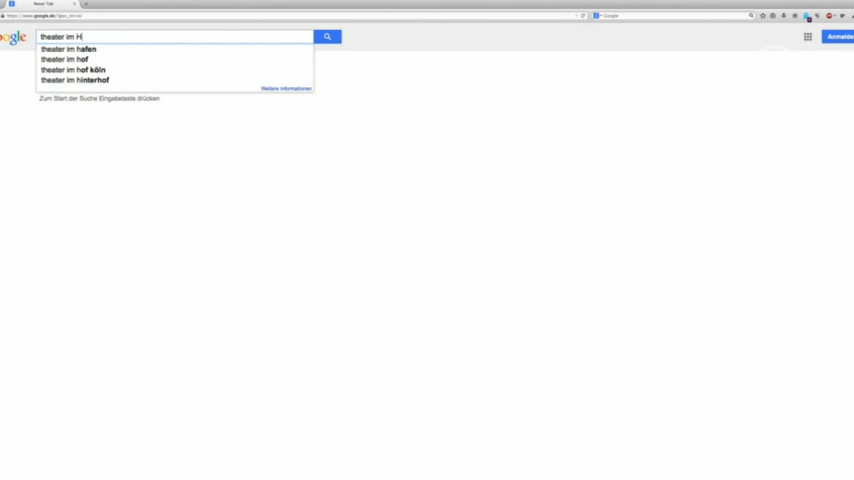 Neuer Tab
https://www.google.de/?gws_rd=ssl
Google
oogle
theater im H
Anmelde
theater im hafen
theater im hof
theater im hof köln
theater im hinterhof
Weitere Informationen
Zum Start der Suche Eingabetaste drücken